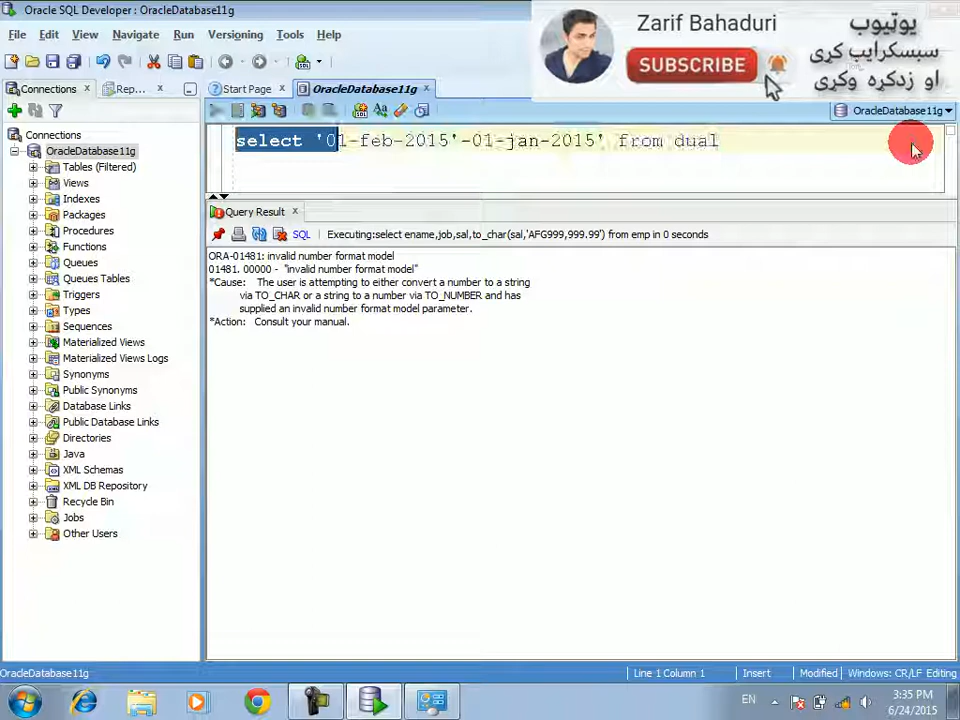 Oracle SQL Developer : OracleDatabase11g
File Edit View Navigate Run Versioning Tools Help
Zarif Bahaduri
SUBSCRIBE
یوتیوب
سبسکرایب کړی
او زدکړه وکړی
Connections
Rep...
Start Page
OracleDatabase11g
OracleDatabase11g
Connections
OracleDatabase11g
Tables (Filtered)
Views
Indexes
Packages
Procedures
Functions
Queues
Queues Tables
Triggers
Types
Sequences
Materialized Views
Materialized Views Logs
Synonyms
Public Synonyms
Database Links
Public Database Links
Directories
Java
XML Schemas
XML DB Repository
Recycle Bin
Jobs
Other Users
select '01-feb-2015'-01-jan-2015' from dual
Query Result
SQL
Executing:select ename,job,sal,to_char(sal,'AFG999,999.99') from emp in 0 seconds
ORA-01481: invalid number format model
01481. 00000 - "invalid number format model"
*Cause: The user is attempting to either convert a number to a string
via TO_CHAR or a string to a number via TO_NUMBER and has
supplied an invalid number format model parameter.
*Action: Consult your manual.
OracleDatabase11g
Line 1 Column 1
Insert
Modified
Windows: CR/LF Editing
EN
3:35 PM
6/24/2015